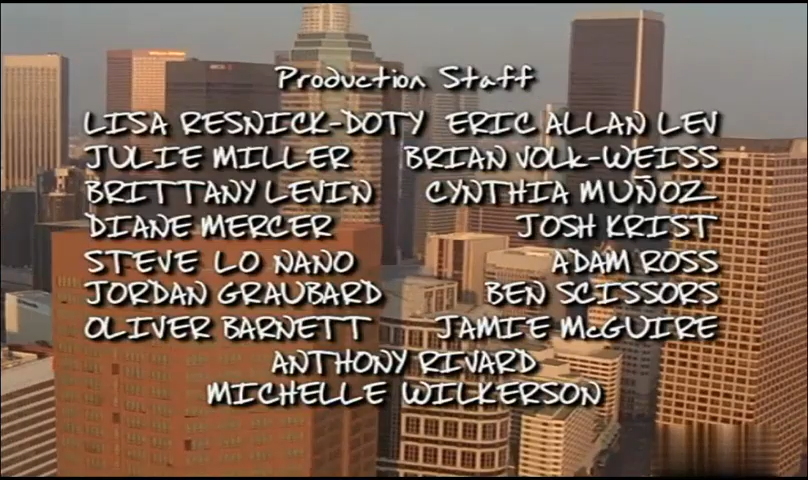 Production Staff
LISA RESNICK-DOTY ERIC ALLAN LEV
JULIE MILLER BRIAN VOLK-WEISS
BRITTANY LEVIN CYNTHIA MUÑOZ
DIANE MERCER JOSH KRIST
STEVE LO NANO ADAM ROSS
JORDAN GRAUBARD BEN SCISSORS
OLIVER BARNETT JAMIE McGUIRE
ANTHONY RIVARD
MICHELLE WILKERSON